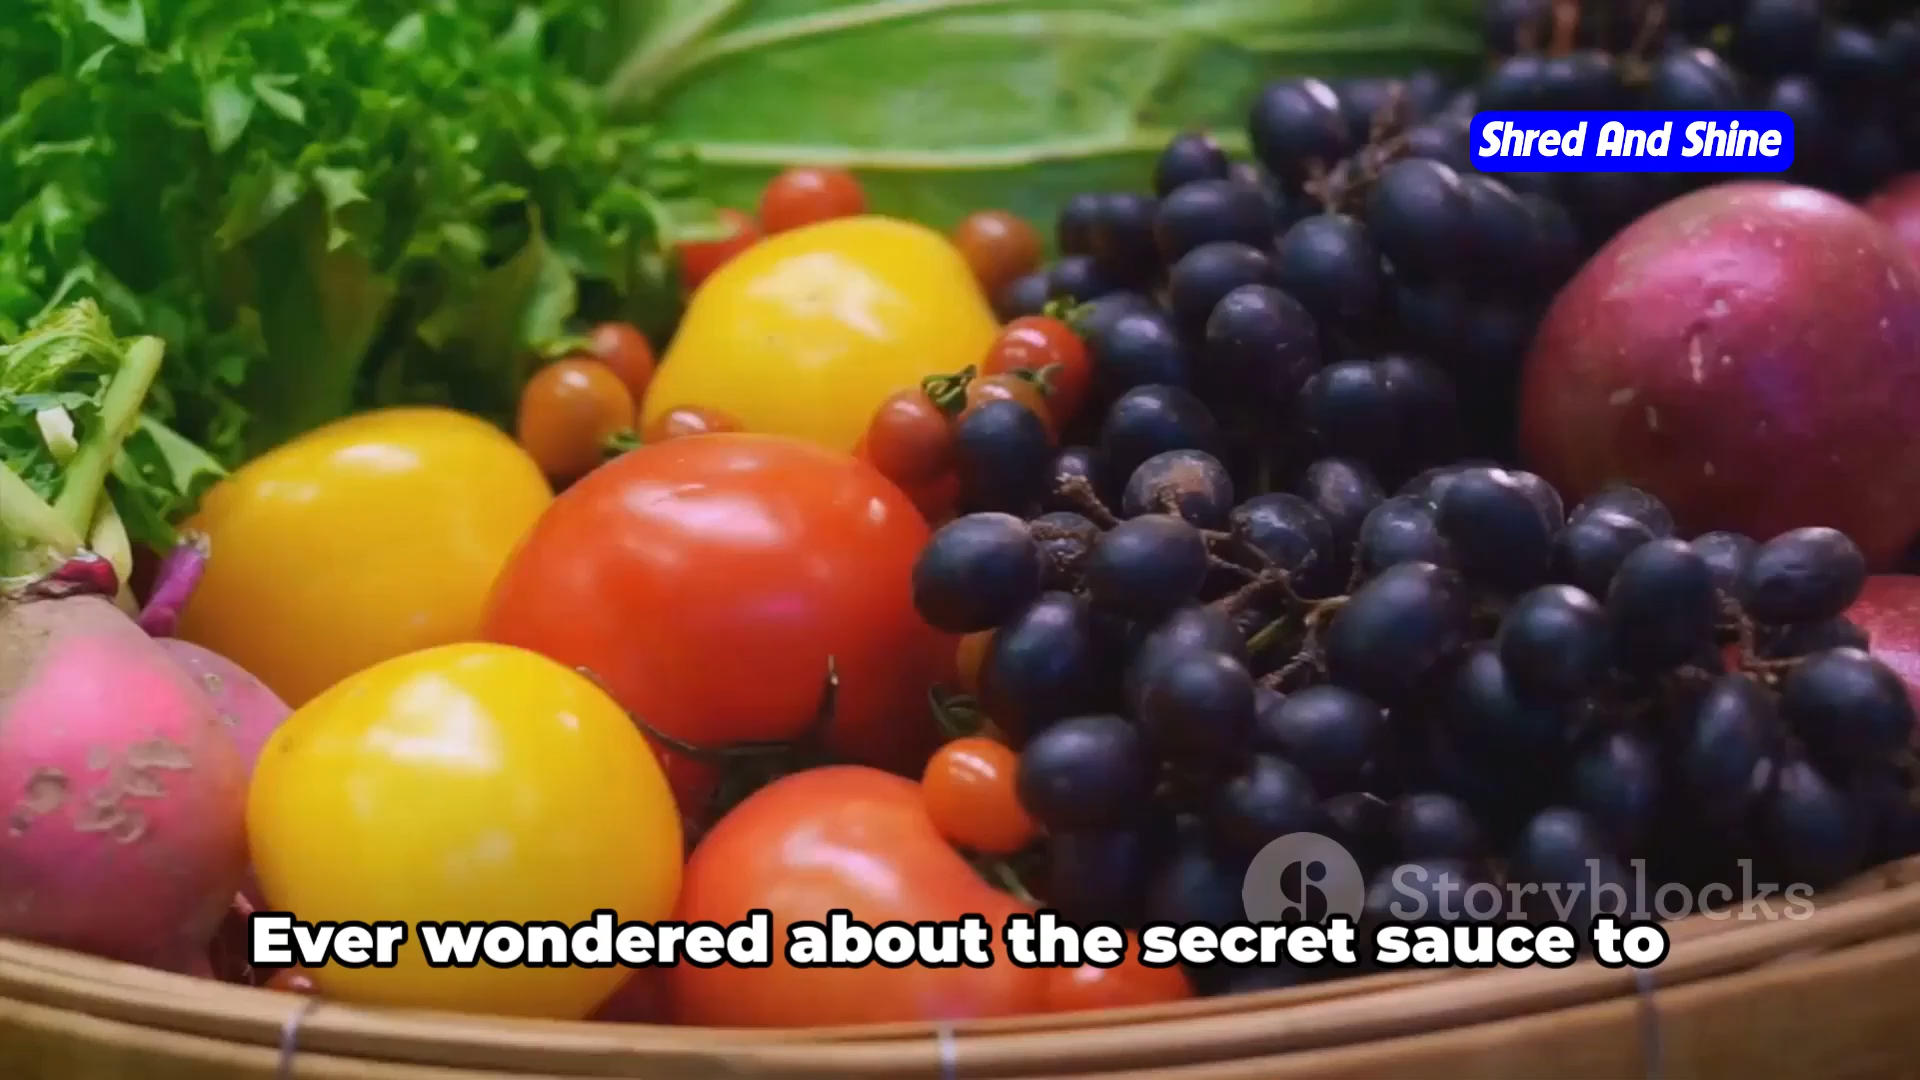 Shred And Shine
Storyblocks
Ever wondered about the secret sauce to